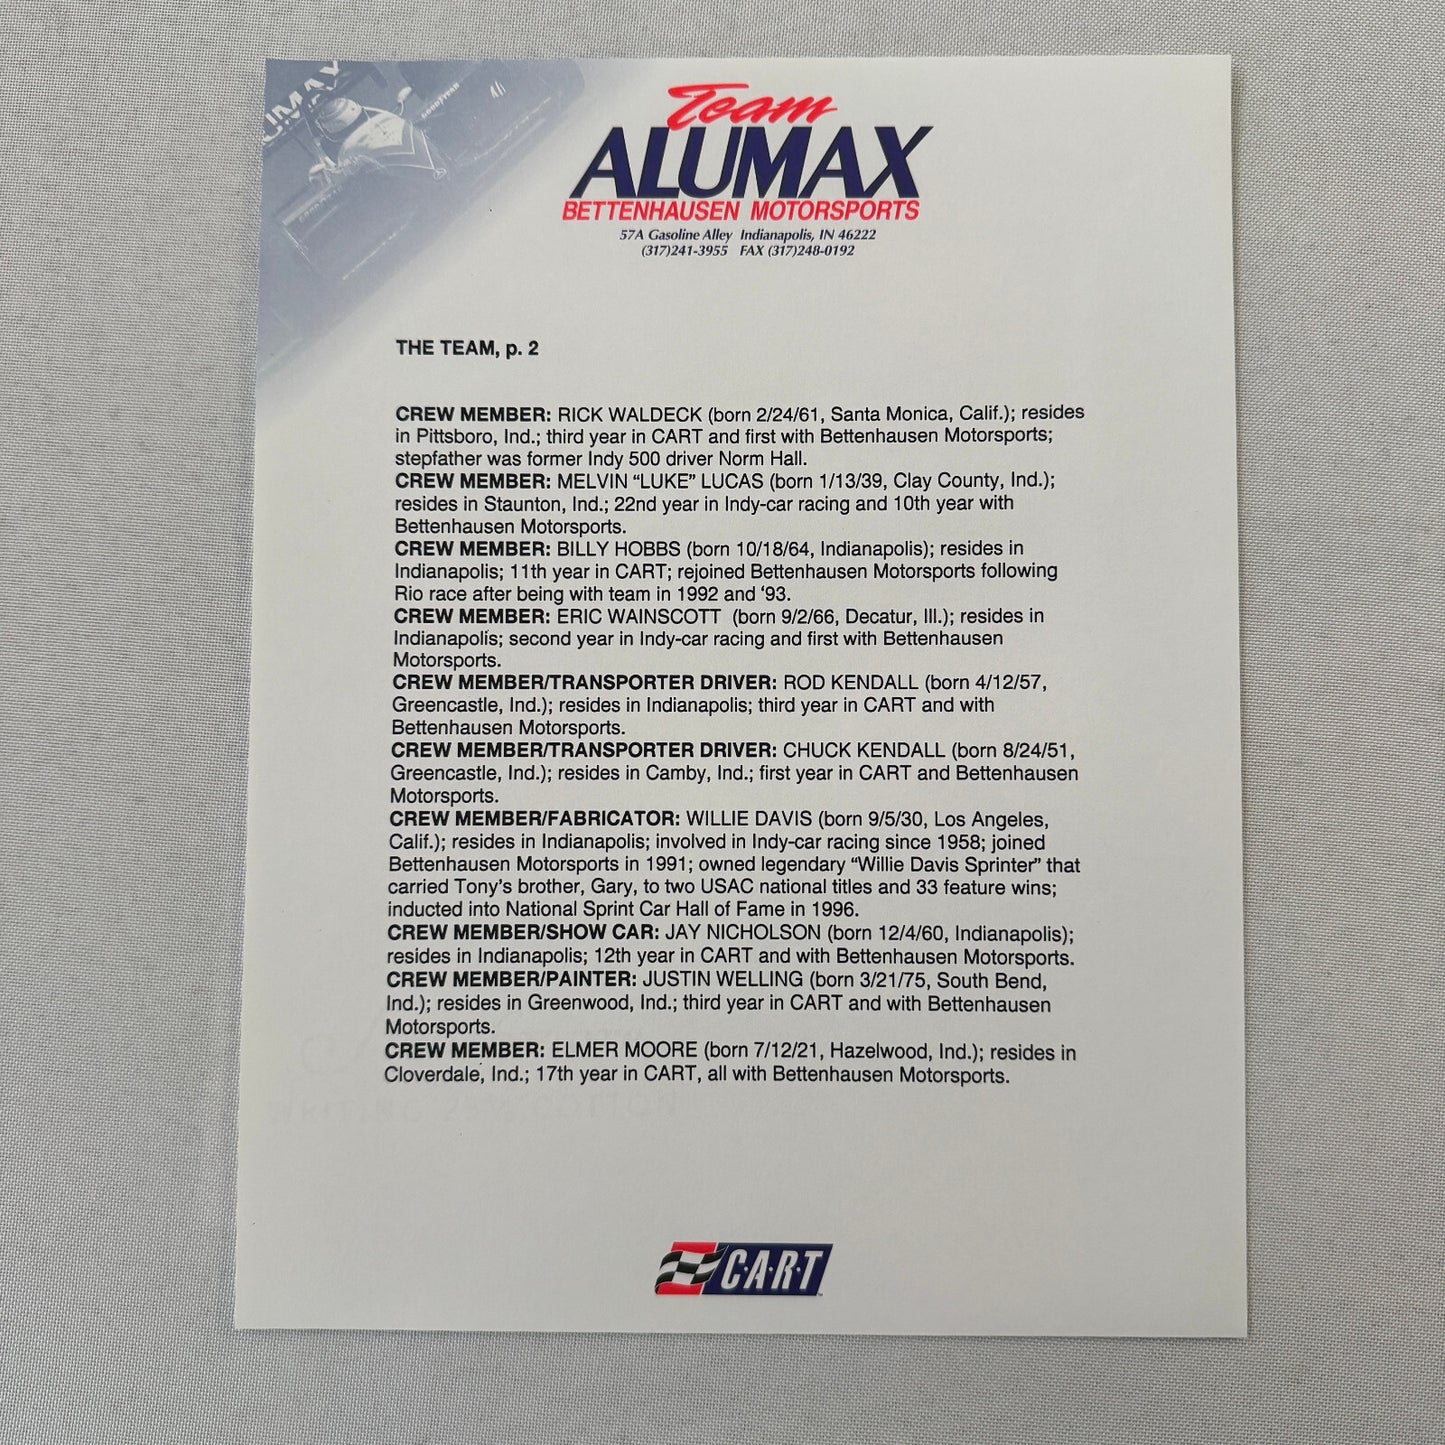 UMAX
ALUMAX
GOODYEAR
46
Team
ALUMAX
BETTENHAUSEN MOTORSPORTS
57A Gasoline Alley Indianapolis, IN 46222
(317)241-3955 FAX (317)248-0192
THE TEAM, p. 2
CREW MEMBER: RICK WALDECK (born 2/24/61, Santa Monica, Calif.); resides
in Pittsboro, Ind.; third year in CART and first with Bettenhausen Motorsports;
stepfather was former Indy 500 driver Norm Hall.
CREW MEMBER: MELVIN “LUKE” LUCAS (born 1/13/39, Clay County, Ind.);
resides in Staunton, Ind.; 22nd year in Indy-car racing and 10th year with
Bettenhausen Motorsports.
CREW MEMBER: BILLY HOBBS (born 10/18/64, Indianapolis); resides in
Indianapolis; 11th year in CART; rejoined Bettenhausen Motorsports following
Rio race after being with team in 1992 and ‘93.
CREW MEMBER: ERIC WAINSCOTT (born 9/2/66, Decatur, Ill.); resides in
Indianapolis; second year in Indy-car racing and first with Bettenhausen
Motorsports.
CREW MEMBER/TRANSPORTER DRIVER: ROD KENDALL (born 4/12/57,
Greencastle, Ind.); resides in Indianapolis; third year in CART and with
Bettenhausen Motorsports.
CREW MEMBER/TRANSPORTER DRIVER: CHUCK KENDALL (born 8/24/51,
Greencastle, Ind.); resides in Camby, Ind.; first year in CART and Bettenhausen
Motorsports.
CREW MEMBER/FABRICATOR: WILLIE DAVIS (born 9/5/30, Los Angeles,
Calif.); resides in Indianapolis; involved in Indy-car racing since 1958; joined
Bettenhausen Motorsports in 1991; owned legendary “Willie Davis Sprinter” that
carried Tony’s brother, Gary, to two USAC national titles and 33 feature wins;
inducted into National Sprint Car Hall of Fame in 1996.
CREW MEMBER/SHOW CAR: JAY NICHOLSON (born 12/4/60, Indianapolis);
resides in Indianapolis; 12th year in CART and with Bettenhausen Motorsports.
CREW MEMBER/PAINTER: JUSTIN WELLING (born 3/21/75, South Bend,
Ind.); resides in Greenwood, Ind.; third year in CART and with Bettenhausen
Motorsports.
CREW MEMBER: ELMER MOORE (born 7/12/21, Hazelwood, Ind.); resides in
Cloverdale, Ind.; 17th year in CART, all with Bettenhausen Motorsports.
C·A·R·T